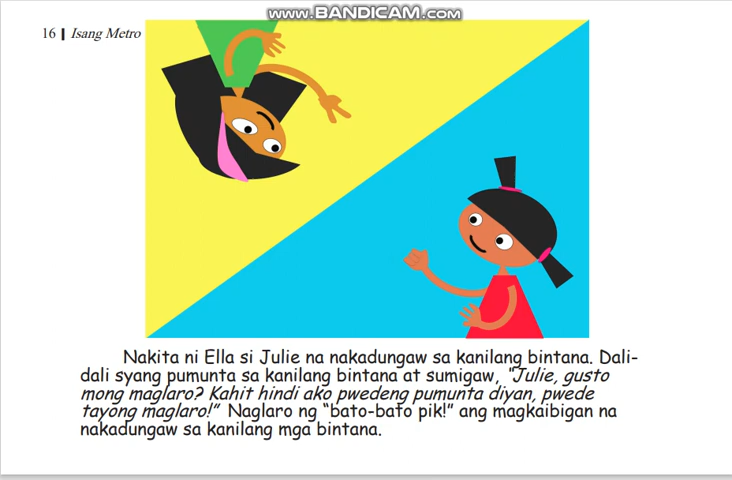 www.BANDICAM.com
16 | Isang Metro
Nakita ni Ella si Julie na nakadungaw sa kanilang bintana. Dali-
dali syang pumunta sa kanilang bintana at sumigaw, "Julie, gusto
mong maglaro? Kahit hindi ako pwedeng pumunta diyan, pwede
tayong maglaro!" Naglaro ng "bato-bato pik!" ang magkaibigan na
nakadungaw sa kanilang mga bintana.